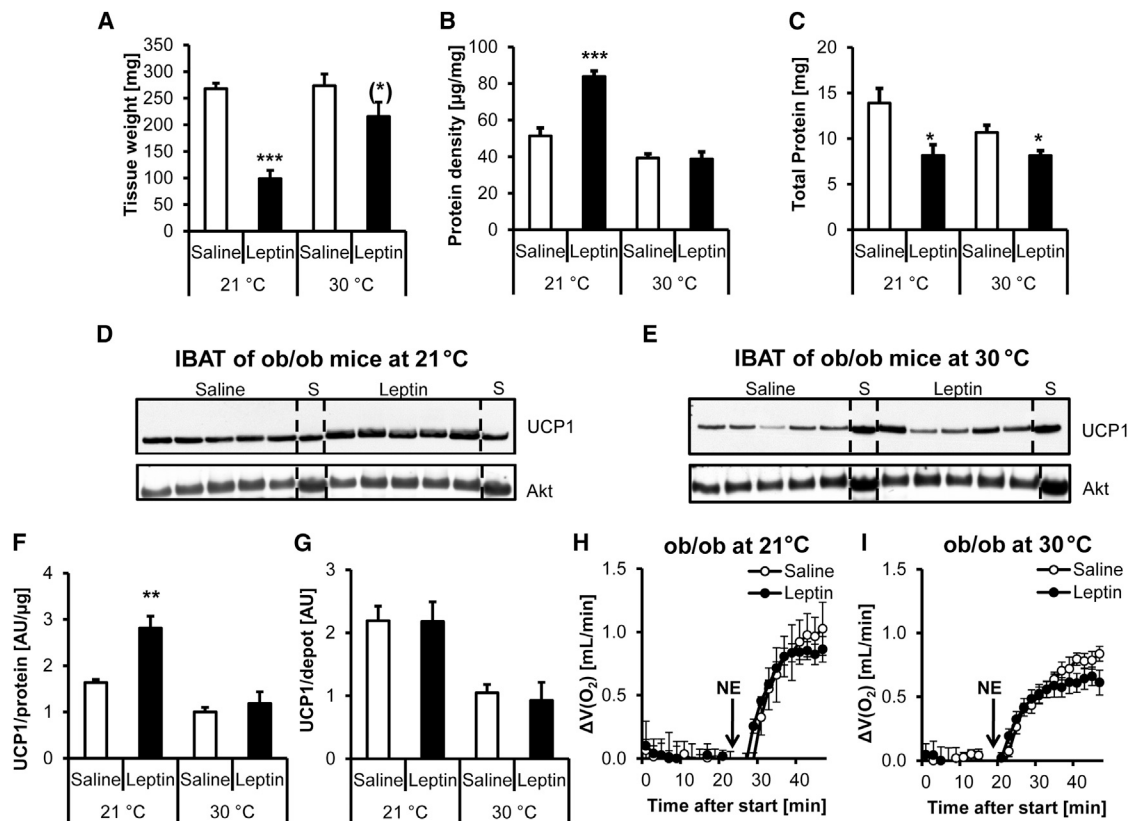 A
Tissue weight [mg]
350
300
250
200
150
100
50
0
***
(*)
Saline Leptin Saline Leptin
21 °C 30 °C
B
Protein density [µg/mg]
100
80
60
40
20
0
***
Saline Leptin Saline Leptin
21 °C 30 °C
C
Total Protein [mg]
20
15
10
5
0
* *
Saline Leptin Saline Leptin
21 °C 30 °C
D
IBAT of ob/ob mice at 21 °C
Saline S Leptin S
UCP1
Akt
E
IBAT of ob/ob mice at 30 °C
Saline S Leptin S
UCP1
Akt
F
UCP1/protein [AU/µg]
4
3
2
1
0
**
Saline Leptin Saline Leptin
21 °C 30 °C
G
UCP1/depot [AU]
3
2
1
0
Saline Leptin Saline Leptin
21 °C 30 °C
H
ob/ob at 21°C
Saline
Leptin
ΔV(O₂) [mL/min]
1.5
1.0
0.5
0.0
NE
0 10 20 30 40
Time after start [min]
I
ob/ob at 30 °C
Saline
Leptin
ΔV(O₂) [mL/min]
1.5
1.0
0.5
0.0
NE
0 10 20 30 40
Time after start [min]